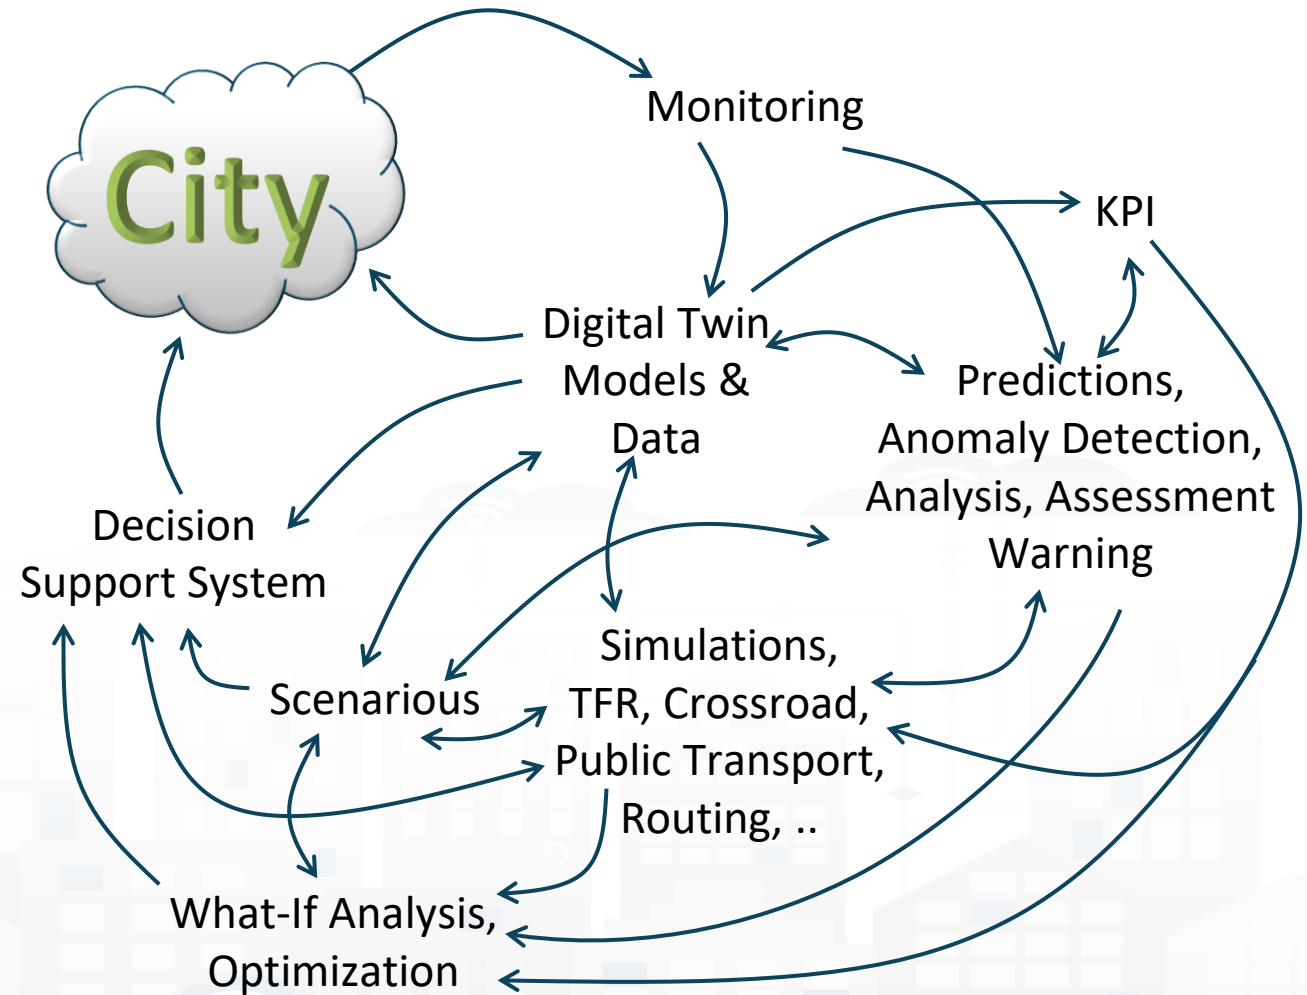 City
Monitoring
KPI
Digital Twin
Models &
Data
Predictions,
Anomaly Detection,
Analysis, Assessment
Warning
Decision
Support System
Scenarious
Simulations,
TFR, Crossroad,
Public Transport,
Routing, ..
What-If Analysis,
Optimization